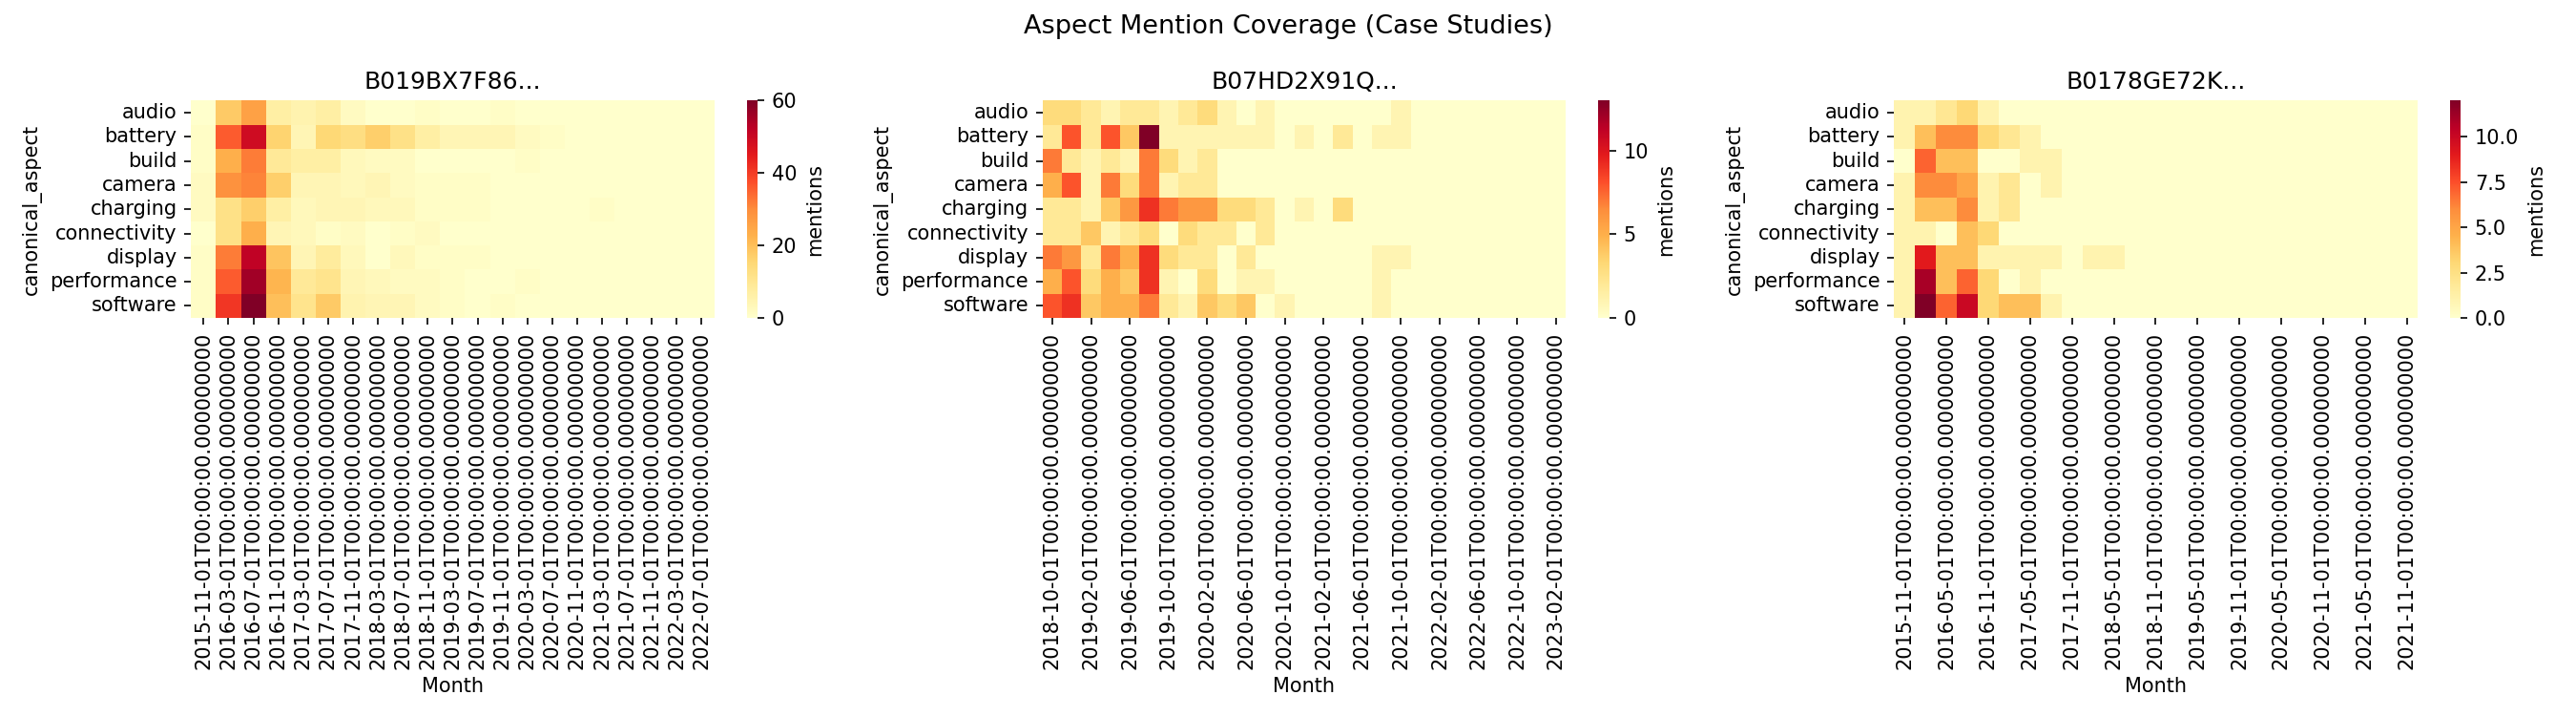 Aspect Mention Coverage (Case Studies)
B019BX7F86...
canonical_aspect
audio
battery
build
camera
charging
connectivity
display
performance
software
60
40
20
0
mentions
2015-11-01T00:00:00.000000000
2016-03-01T00:00:00.000000000
2016-07-01T00:00:00.000000000
2016-11-01T00:00:00.000000000
2017-03-01T00:00:00.000000000
2017-07-01T00:00:00.000000000
2017-11-01T00:00:00.000000000
2018-03-01T00:00:00.000000000
2018-07-01T00:00:00.000000000
2018-11-01T00:00:00.000000000
2019-03-01T00:00:00.000000000
2019-07-01T00:00:00.000000000
2019-11-01T00:00:00.000000000
2020-03-01T00:00:00.000000000
2020-07-01T00:00:00.000000000
2020-11-01T00:00:00.000000000
2021-03-01T00:00:00.000000000
2021-07-01T00:00:00.000000000
2021-11-01T00:00:00.000000000
2022-03-01T00:00:00.000000000
2022-07-01T00:00:00.000000000
Month
B07HD2X91Q...
canonical_aspect
audio
battery
build
camera
charging
connectivity
display
performance
software
10
5
0
mentions
2018-10-01T00:00:00.000000000
2019-02-01T00:00:00.000000000
2019-06-01T00:00:00.000000000
2019-10-01T00:00:00.000000000
2020-02-01T00:00:00.000000000
2020-06-01T00:00:00.000000000
2020-10-01T00:00:00.000000000
2021-02-01T00:00:00.000000000
2021-06-01T00:00:00.000000000
2021-10-01T00:00:00.000000000
2022-02-01T00:00:00.000000000
2022-06-01T00:00:00.000000000
2022-10-01T00:00:00.000000000
2023-02-01T00:00:00.000000000
Month
B0178GE72K...
canonical_aspect
audio
battery
build
camera
charging
connectivity
display
performance
software
10.0
7.5
5.0
2.5
0.0
mentions
2015-11-01T00:00:00.000000000
2016-05-01T00:00:00.000000000
2016-11-01T00:00:00.000000000
2017-05-01T00:00:00.000000000
2017-11-01T00:00:00.000000000
2018-05-01T00:00:00.000000000
2018-11-01T00:00:00.000000000
2019-05-01T00:00:00.000000000
2019-11-01T00:00:00.000000000
2020-05-01T00:00:00.000000000
2020-11-01T00:00:00.000000000
2021-05-01T00:00:00.000000000
2021-11-01T00:00:00.000000000
Month